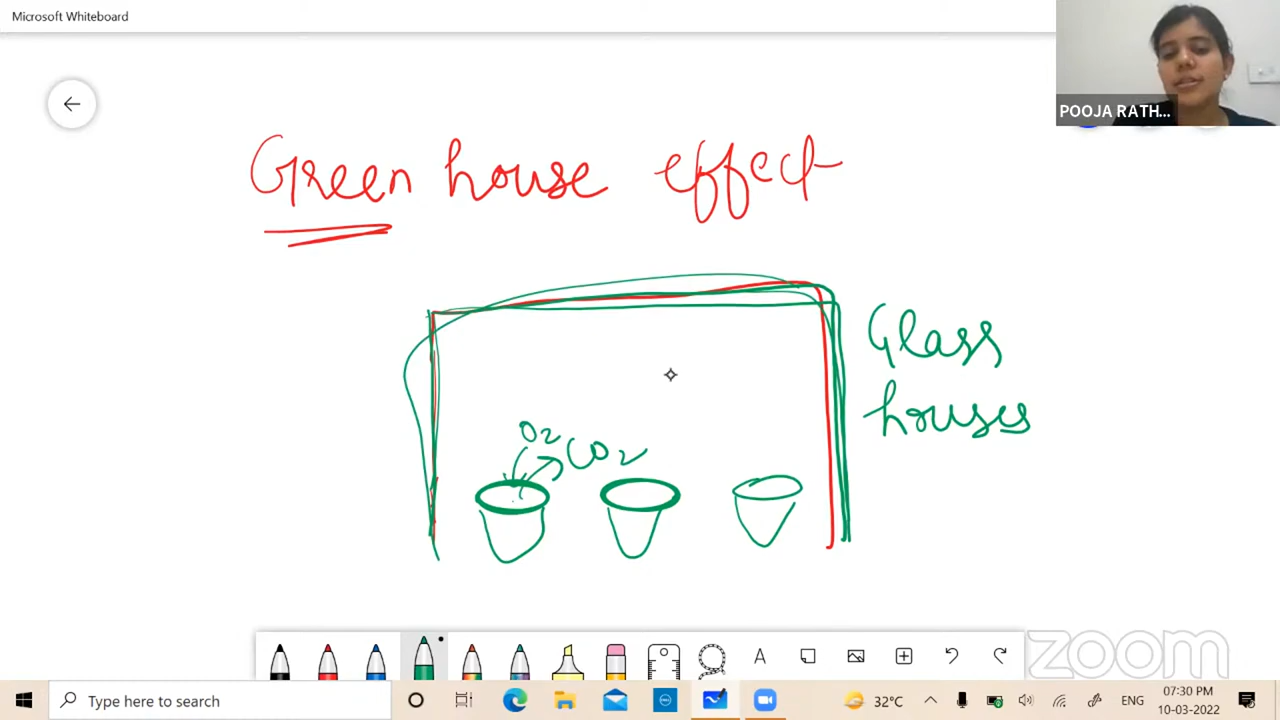 Microsoft Whiteboard
POOJA RATH...
Green house effect
Glass
houses
O2
CO2
A
zoom
Type here to search
32°C
ENG
07:30 PM
10-03-2022